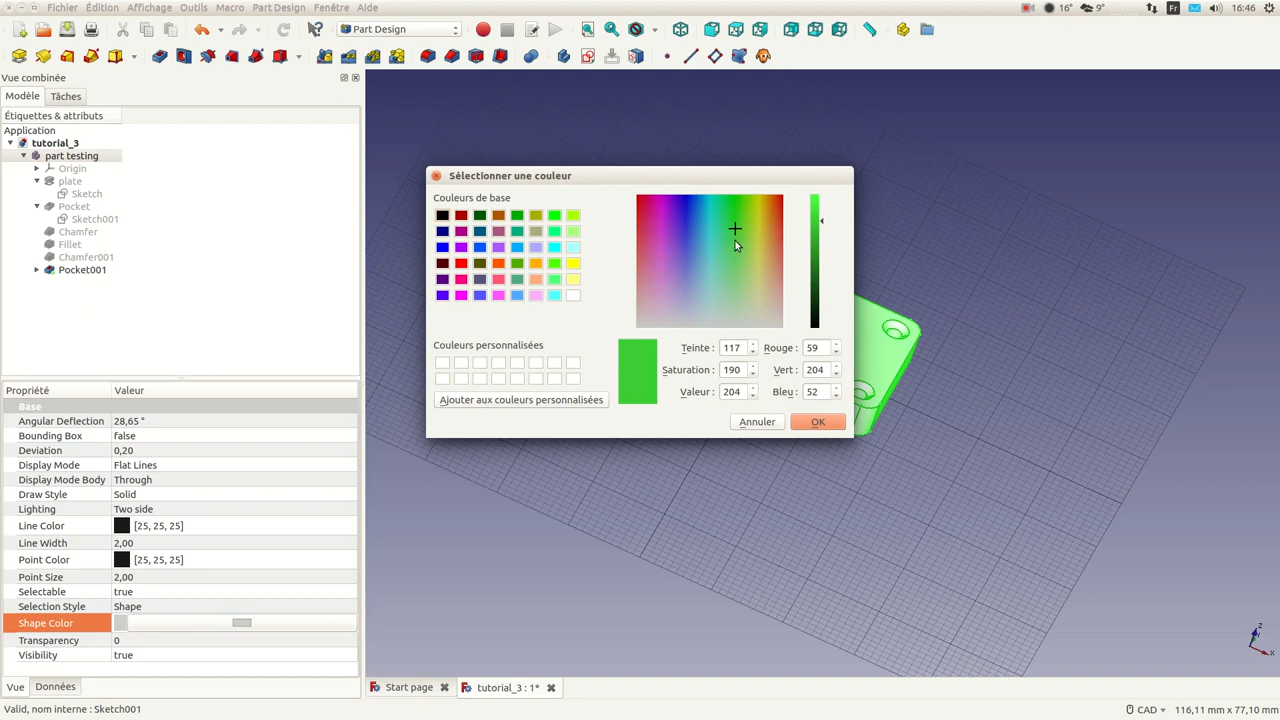 Fichier Édition Affichage Outils Macro Part Design Fenêtre Aide 16° 9° Fr 16:46
Part Design
Vue combinée
Modèle Tâches
Étiquettes & attributs
Application
tutorial_3
part testing
Origin
plate
Sketch
Pocket
Sketch001
Chamfer
Fillet
Chamfer001
Pocket001
Propriété Valeur
Base
Angular Deflection 28,65 °
Bounding Box false
Deviation 0,20
Display Mode Flat Lines
Display Mode Body Through
Draw Style Solid
Lighting Two side
Line Color [25, 25, 25]
Line Width 2,00
Point Color [25, 25, 25]
Point Size 2,00
Selectable true
Selection Style Shape
Shape Color
Transparency 0
Visibility true
Vue Données
Sélectionner une couleur
Couleurs de base
Couleurs personnalisées
Ajouter aux couleurs personnalisées
Teinte : 117 Rouge : 59
Saturation : 190 Vert : 204
Valeur : 204 Bleu : 52
Annuler OK
Z
Y
X
Start page tutorial_3 : 1*
Valid, nom interne : Sketch001 CAD 116,11 mm x 77,10 mm